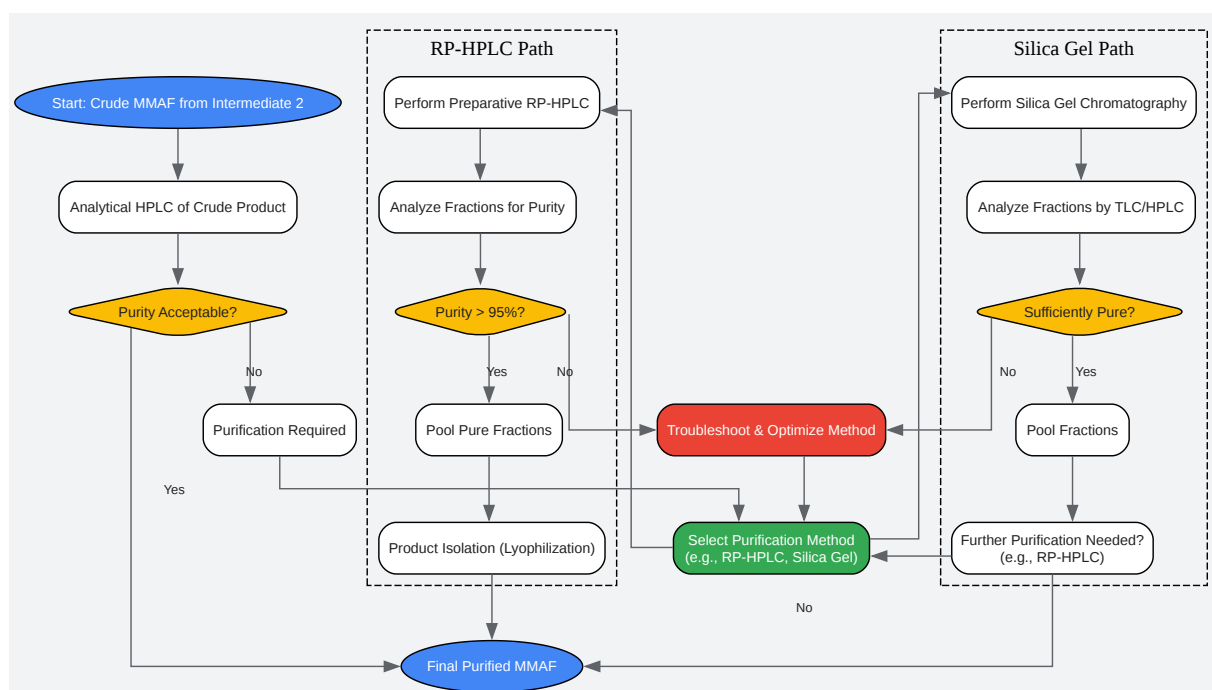 RP-HPLC Path
Silica Gel Path
Start: Crude MMAF from Intermediate 2
Perform Preparative RP-HPLC
Perform Silica Gel Chromatography
Analytical HPLC of Crude Product
Analyze Fractions for Purity
Analyze Fractions by TLC/HPLC
Purity Acceptable?
Purity > 95%?
Sufficiently Pure?
No
Yes
No
No
Yes
Purification Required
Pool Pure Fractions
Troubleshoot & Optimize Method
Pool Fractions
Yes
Product Isolation (Lyophilization)
Select Purification Method
(e.g., RP-HPLC, Silica Gel)
Further Purification Needed?
(e.g., RP-HPLC)
No
Final Purified MMAF